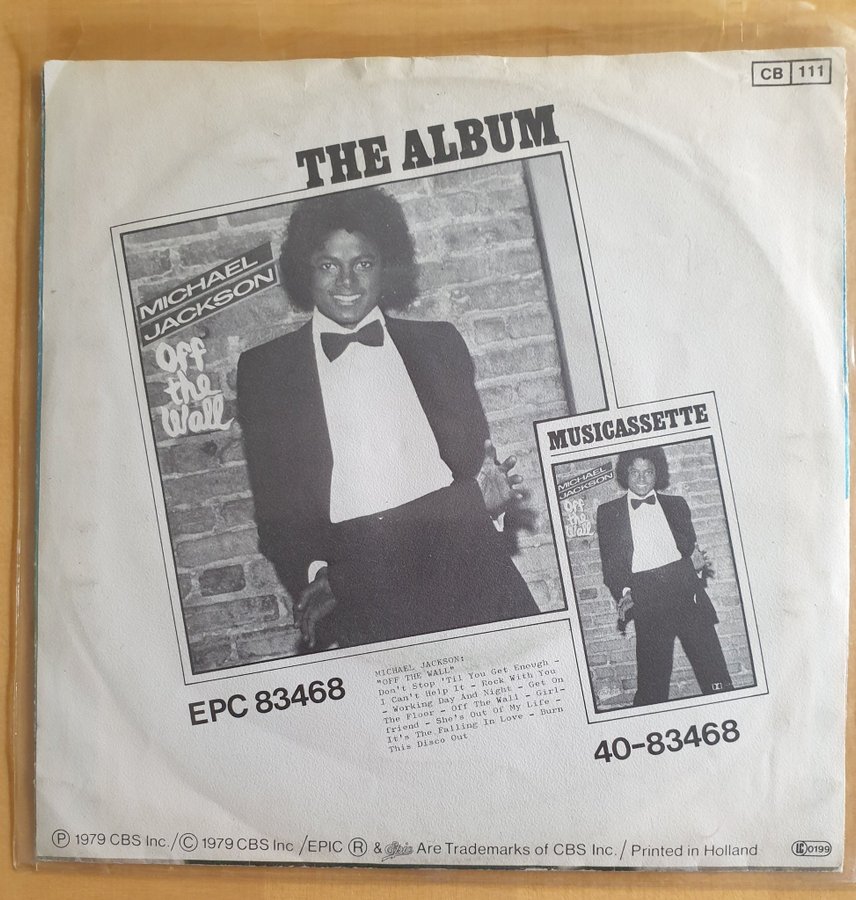 CB 111
THE ALBUM
MICHAEL
JACKSON
Off
the
Wall
MUSICASSETTE
MICHAEL
JACKSON
Off
the
Wall
EPC 83468
MICHAEL JACKSON:
"OFF THE WALL"
Don't Stop 'Til You Get Enough -
I Can't Help It - Rock With You
- Working Day And Night - Get On
The Floor - Off The Wall - Girl-
friend - She's Out Of My Life -
It's The Falling In Love - Burn
This Disco Out
40-83468
Ⓟ 1979 CBS Inc./Ⓒ 1979 CBS Inc /EPIC Ⓡ & Epic Are Trademarks of CBS Inc./ Printed in Holland
LC 0199